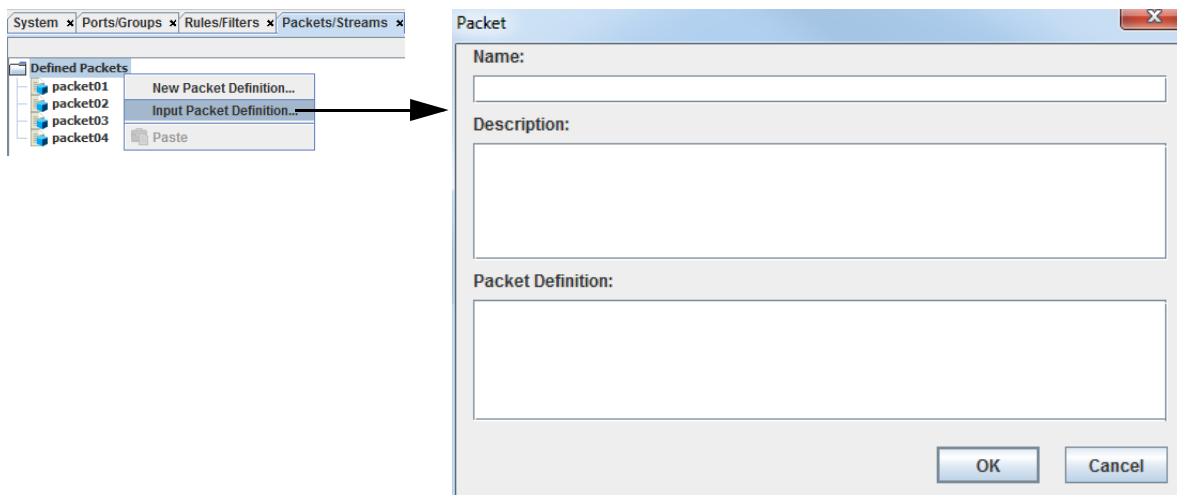 System Ports/Groups Rules/Filters Packets/Streams
Defined Packets
packet01
packet02
packet03
packet04
New Packet Definition...
Input Packet Definition...
Paste
Packet
Name:
Description:
Packet Definition:
OK Cancel